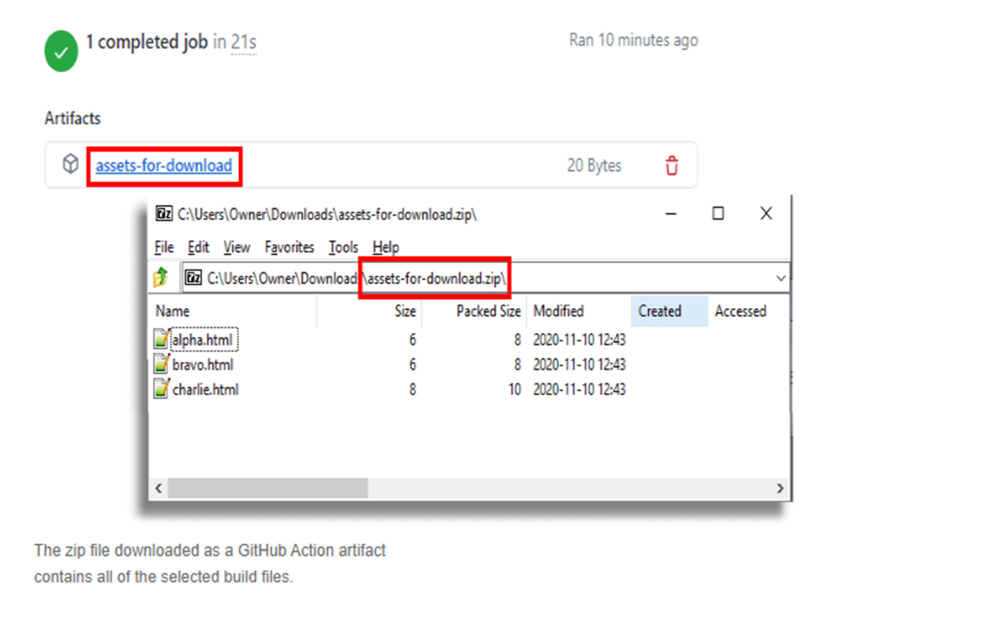 1 completed job in 21s
Ran 10 minutes ago
Artifacts
assets-for-download
20 Bytes
7z C:\Users\Owner\Downloads\assets-for-download.zip\
File Edit View Favorites Tools Help
7z C:\Users\Owner\Downloads\assets-for-download.zip\
Name Size Packed Size Modified Created Accessed
alpha.html 6 8 2020-11-10 12:43
bravo.html 6 8 2020-11-10 12:43
charlie.html 8 10 2020-11-10 12:43
The zip file downloaded as a GitHub Action artifact
contains all of the selected build files.